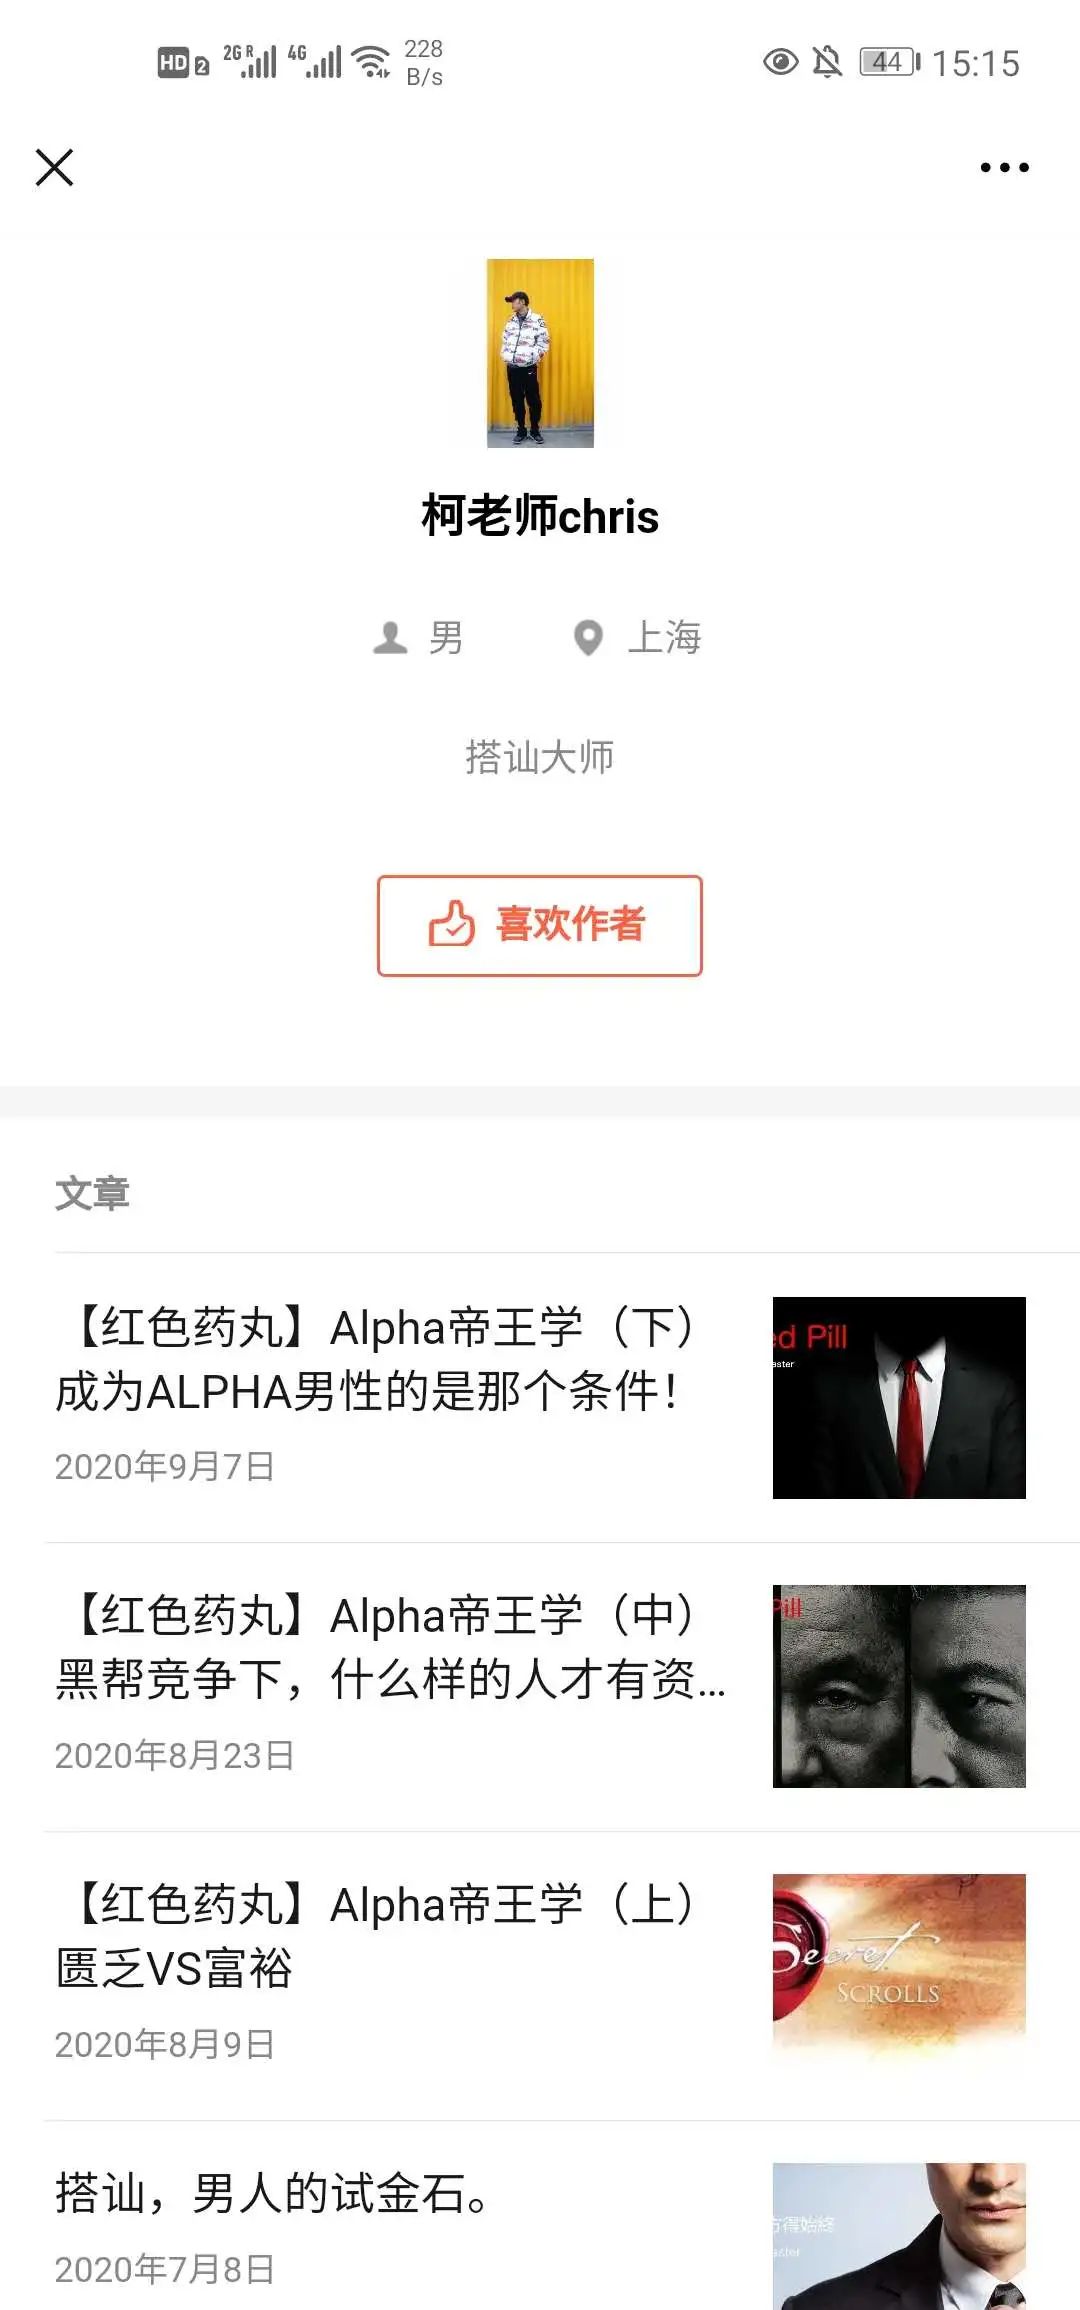 HD 2 2G R 4G 228 B/s 44 15:15
柯老师chris
男 上海
搭讪大师
喜欢作者
文章
【红色药丸】Alpha帝王学（下）
成为ALPHA男性的是那个条件！
2020年9月7日
ed Pill
aster
【红色药丸】Alpha帝王学（中）
黑帮竞争下，什么样的人才有资...
2020年8月23日
Pill
【红色药丸】Alpha帝王学（上）
匮乏VS富裕
2020年8月9日
Secret
SCROLLS
搭讪，男人的试金石。
2020年7月8日
方得始終
aster